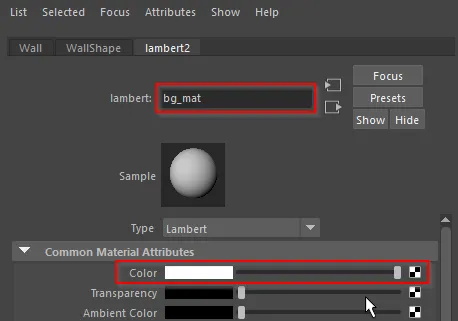 List Selected Focus Attributes Show Help
Wall WallShape lambert2
Focus
lambert: bg_mat
Presets
Show Hide
Sample
Type Lambert
Common Material Attributes
Color
Transparency
Ambient Color